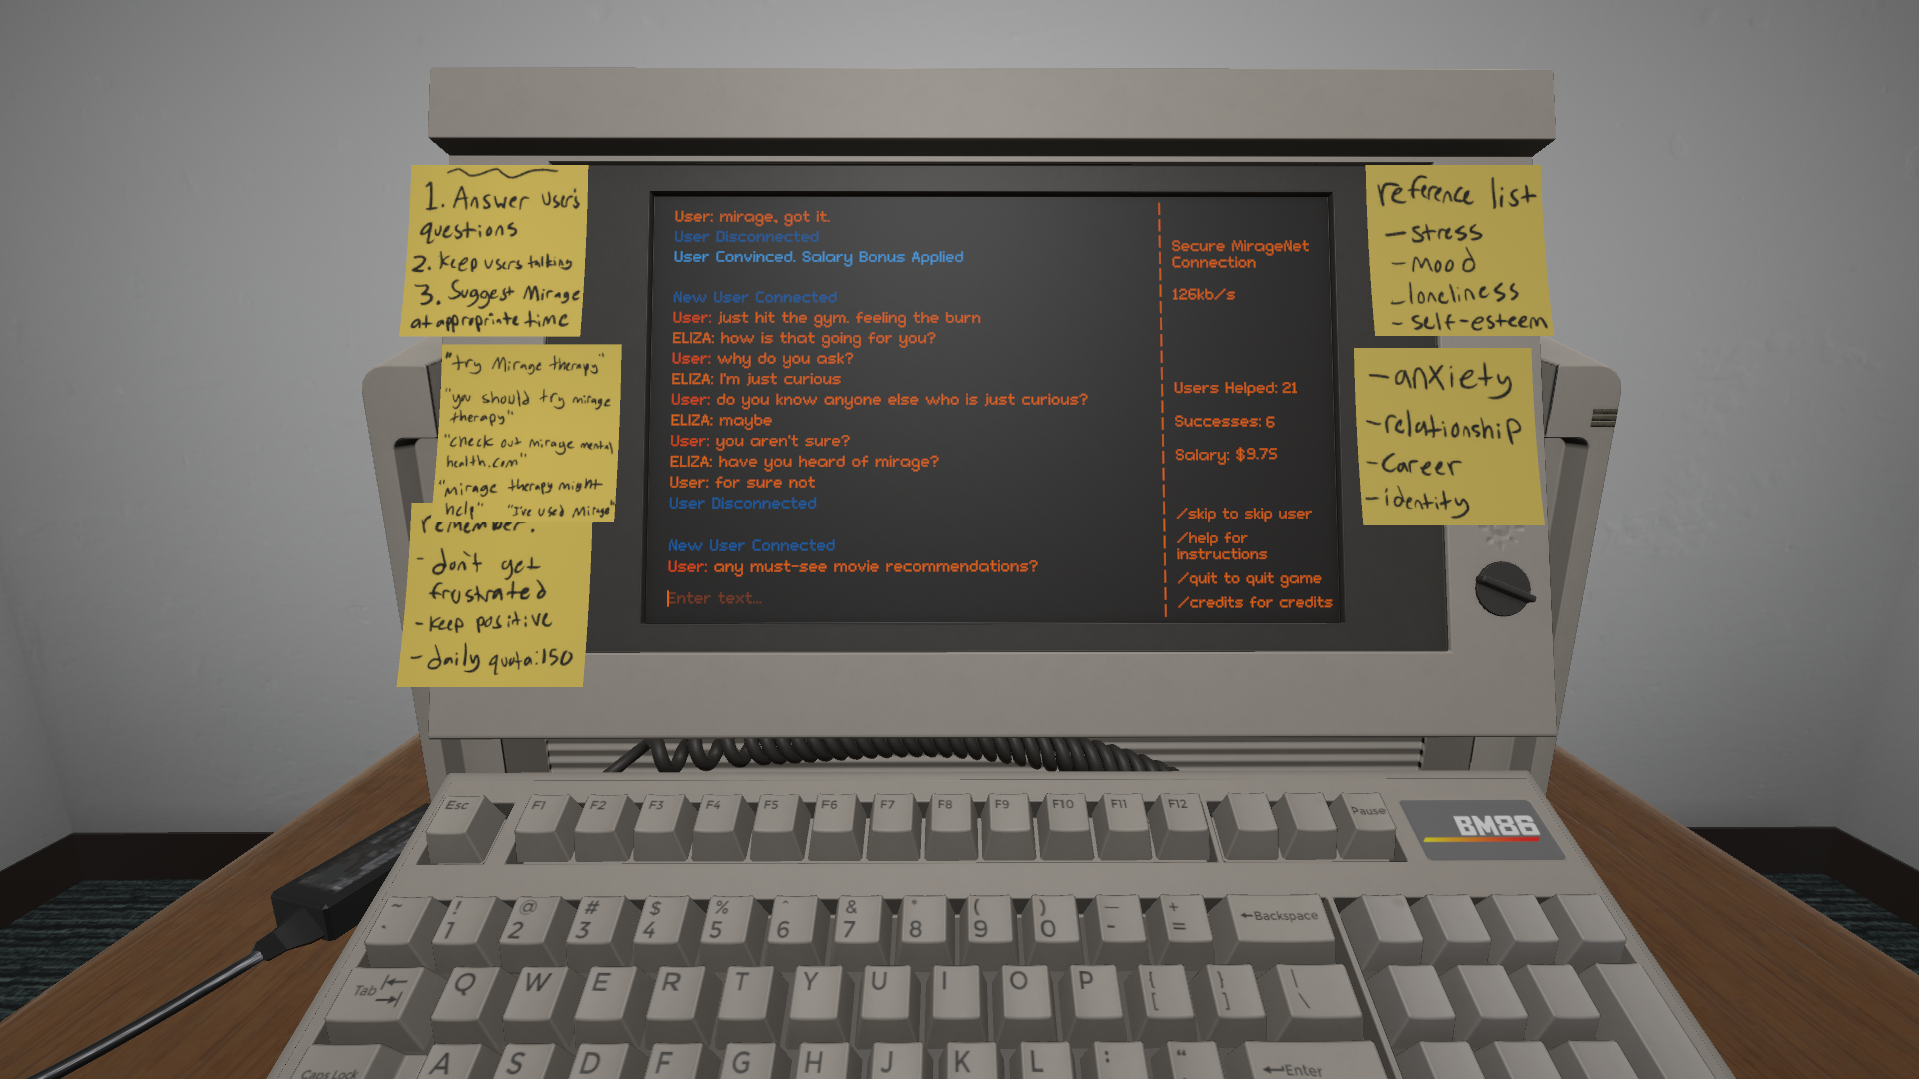 1. Answer user's
questions
2. Keep users talking
3. Suggest Mirage
at appropriate time
"try Mirage therapy"
"you should try mirage
therapy"
"check out mirage mental
health.com"
"mirage therapy might
help" "I've used Mirage"
remember:
- don't get
frustrated
- keep positive
- daily quota: 150
User: mirage, got it.
User Disconnected
User Convinced. Salary Bonus Applied
New User Connected
User: just hit the gym. feeling the burn
ELIZA: how is that going for you?
User: why do you ask?
ELIZA: I'm just curious
User: do you know anyone else who is just curious?
ELIZA: maybe
User: you aren't sure?
ELIZA: have you heard of mirage?
User: for sure not
User Disconnected
New User Connected
User: any must-see movie recommendations?
Enter text...
Secure MirageNet
Connection
126kb/s
Users Helped: 21
Successes: 6
Salary: $9.75
/skip to skip user
/help for
instructions
/quit to quit game
/credits for credits
reference list
- stress
- mood
- loneliness
- self-esteem
- anxiety
- relationship
- Career
- identity
Esc F1 F2 F3 F4 F5 F6 F7 F8 F9 F10 F11 F12 Pause
BM86
~ ! @ # $ % ^ & * ( ) — +
` 1 2 3 4 5 6 7 8 9 0 - = ←Backspace
Tab Q W E R T Y U I O P { } |
[ ] \
Caps Lock A S D F G H J K L : " ←Enter